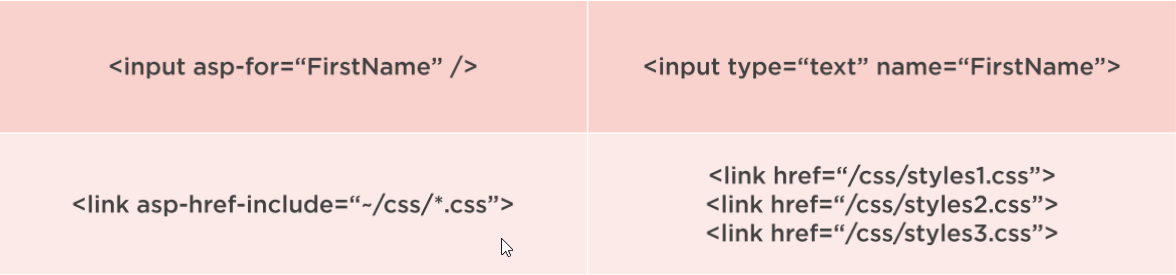 <input asp-for=“FirstName” />
<input type=“text” name=“FirstName”>
<link asp-href-include=“~/css/*.css”>
<link href=“/css/styles1.css”>
<link href=“/css/styles2.css”>
<link href=“/css/styles3.css”>